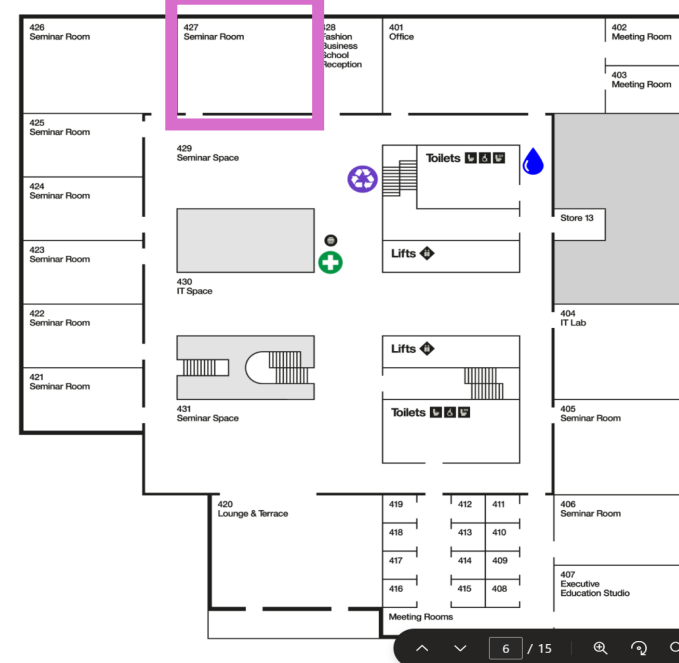 426
Seminar Room
427
Seminar Room
428
Fashion
Business
School
Reception
401
Office
402
Meeting Room
403
Meeting Room
425
Seminar Room
429
Seminar Space
Toilets
424
Seminar Room
Store 13
423
Seminar Room
Lifts
430
IT Space
422
Seminar Room
404
IT Lab
Lifts
421
Seminar Room
431
Seminar Space
Toilets
405
Seminar Room
420
Lounge & Terrace
419
412
411
406
Seminar Room
418
413
410
417
414
409
407
Executive
Education Studio
416
415
408
Meeting Rooms
6 / 15